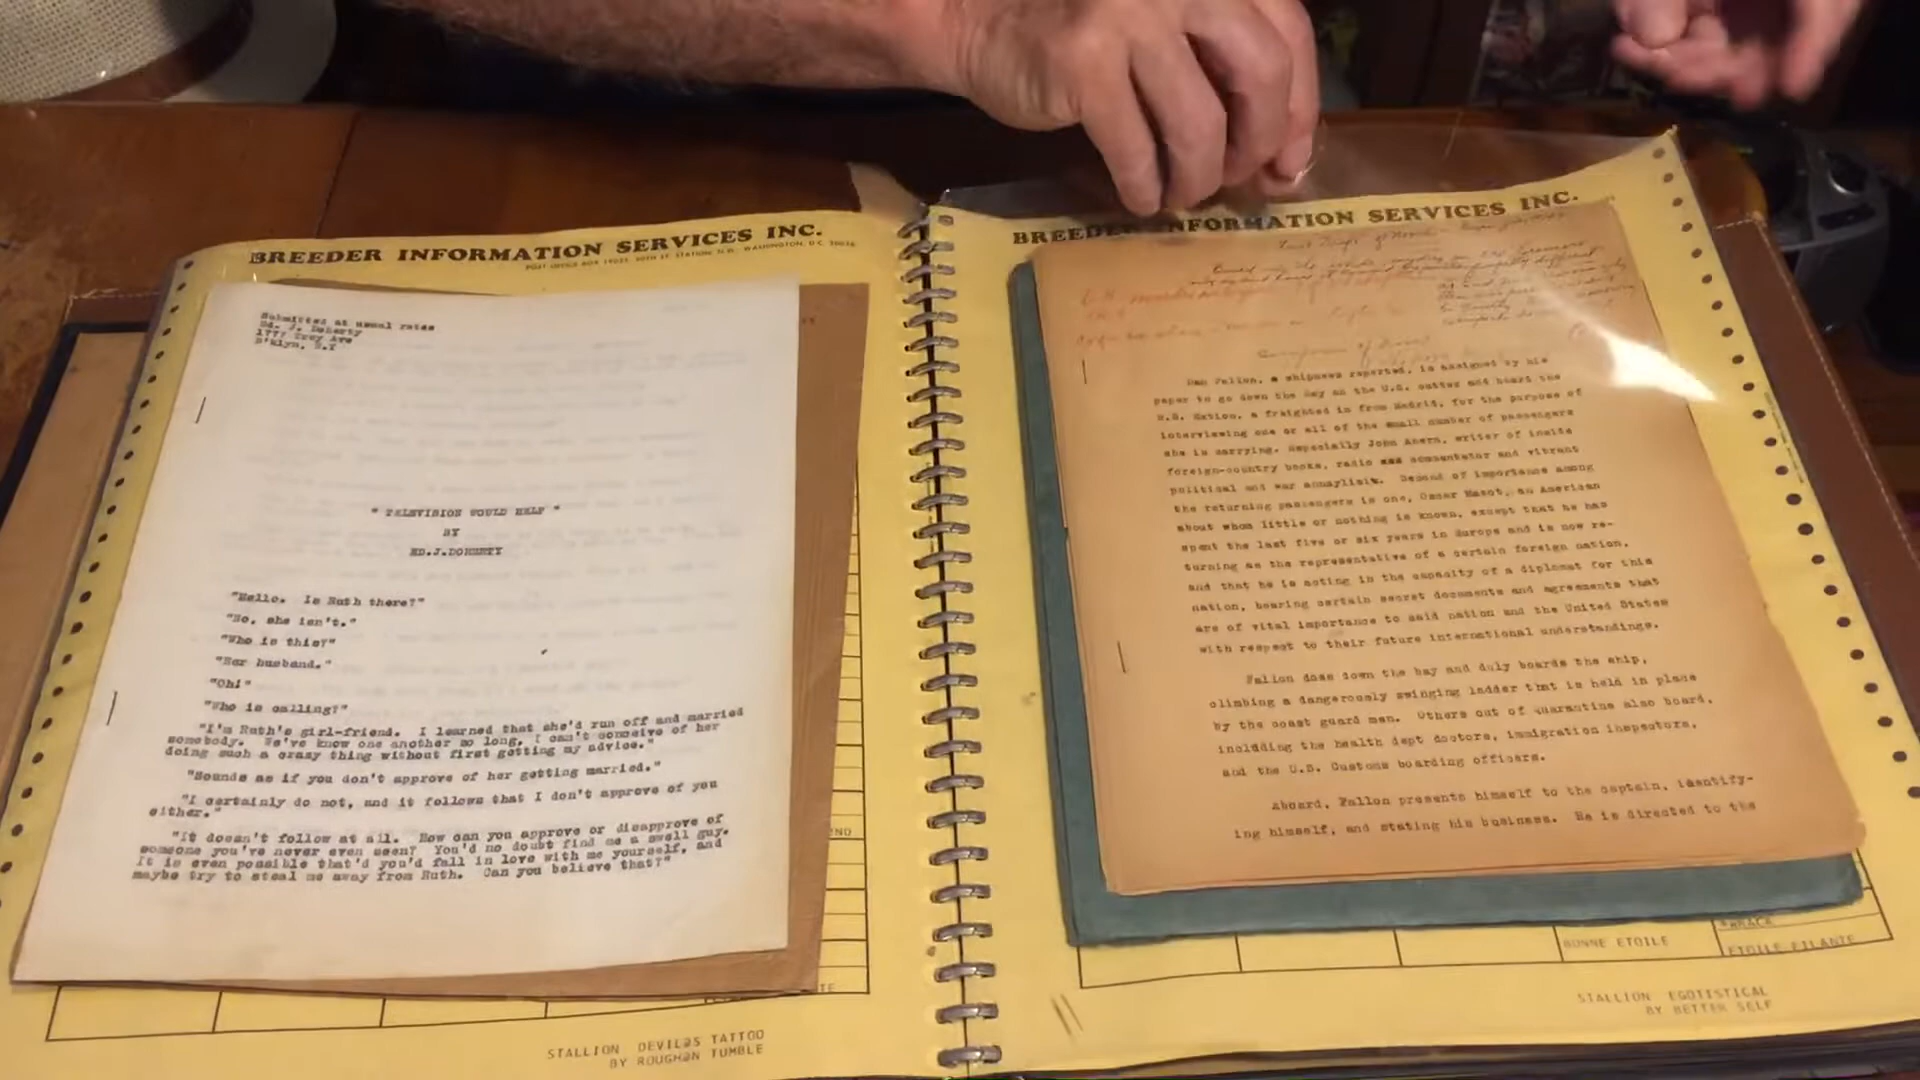 BREEDER INFORMATION SERVICES INC.
Submitted at usual rates
Ed. J. Doherty
1777 Troy Ave
B'klyn, N.Y
" TELEVISION WOULD HELP "
BY
ED.J.DOHERTY
"Hello. Is Ruth there?"
"No, she isn't."
"Who is this?"
"Her husband."
"Oh!"
"Who is calling?"
"I'm Ruth's girl-friend. I learned that she'd run off and married
somebody. We've know one another so long, I can't conceive of her
doing such a crazy thing without first getting my advice."
"Sounds as if you don't approve of her getting married."
"I certainly do not, and it follows that I don't approve of you
either."
"It doesn't follow at all. How can you approve or disapprove of
someone you've never even seen? You'd no doubt find me a swell guy.
It is even possible that'd you'd fall in love with me yourself, and
maybe try to steal me away from Ruth. Can you believe that?"
STALLION DEVIL@S TATTOO
BY ROUGH@N TUMBLE
BREEDER INFORMATION SERVICES INC.
Dan Fallon, a shipnews reported, is assigned by his
paper to go down the bay on the U.S. cutter and board the
S.S. a freighted in from Madrid, for the purpose of
interviewing one or all of the small number of passengers
she is carrying, especially John Ahern, writer of inside
foreign-country books, radio commentator and vibrant
political and war Second of importance among
the returning passengers is one, Oscar an American
about whom little or nothing is known, except that he has
spent the last five or six years in Europe and is now re-
turning as the representative of a certain foreign nation,
and that he is acting in the capacity of a diplomat for this
nation, bearing certain secret documents and agreements that
are of vital importance to said nation and the United States
with respect to their future international understandings.
Fallon does down the bay and duly boards the ship,
climbing a dangerously swinging ladder that is held in place
by the coast guard men. Others out of quarantine also board,
including the health dept doctors, immigration inspectors,
and the U.S. Customs boarding officers.
Aboard, Fallon presents himself to the captain, identify-
ing himself, and stating his business. He is directed to the
BONNE ETOILE
ETOILE FILANTE
STALLION EGOTISTICAL
BY BETTER SELF